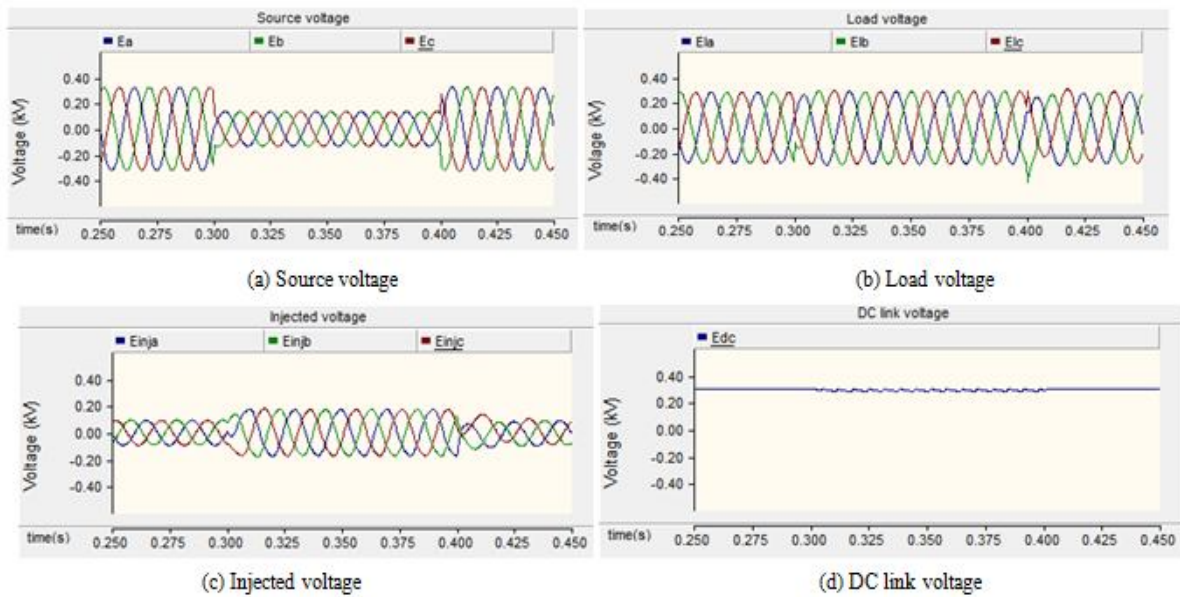 Source voltage
Ea Eb Ec
Voltage (kV)
0.40
0.20
0.00
-0.20
-0.40
time(s) 0.250 0.275 0.300 0.325 0.350 0.375 0.400 0.425 0.450
(a) Source voltage
Load voltage
Ela Elb Elc
Volage (kV)
0.40
0.20
0.00
-0.20
-0.40
time(s) 0.250 0.275 0.300 0.325 0.350 0.375 0.400 0.425 0.450
(b) Load voltage
Injected voltage
Einja Einjb Einjc
Voltage (kV)
0.40
0.20
0.00
-0.20
-0.40
time(s) 0.250 0.275 0.300 0.325 0.350 0.375 0.400 0.425 0.450
(c) Injected voltage
DC link voltage
Edc
Voltage (kV)
0.40
0.20
0.00
-0.20
-0.40
time(s) 0.250 0.275 0.300 0.325 0.350 0.375 0.400 0.425 0.450
(d) DC link voltage